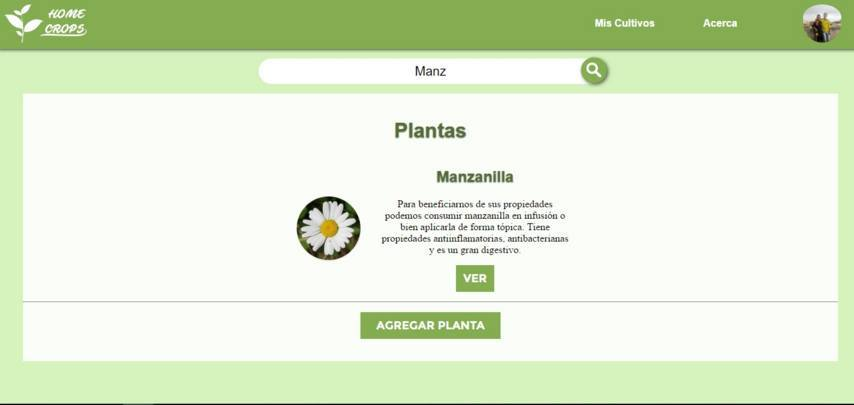 HOME
CROPS
Mis Cultivos
Acerca
Manz
Plantas
Manzanilla
Para beneficiarnos de sus propiedades
podemos consumir manzanilla en infusión o
bien aplicarla de forma tópica. Tiene
propiedades antiinflamatorias, antibacterianas
y es un gran digestivo.
VER
AGREGAR PLANTA